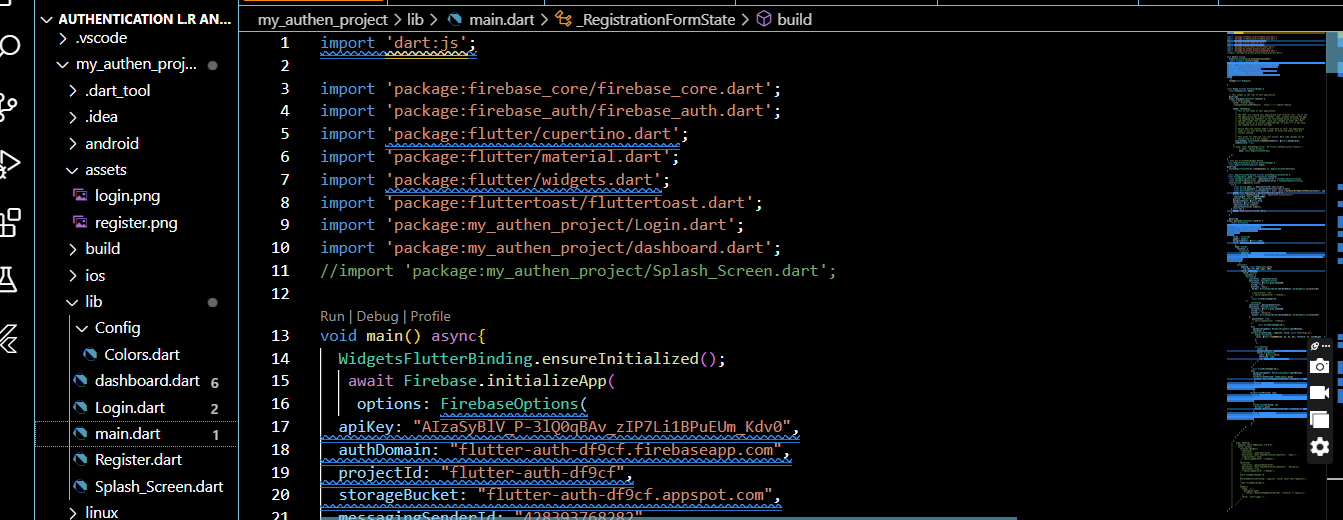 AUTHENTICATION L.R AN...
.vscode
my_authen_proj...
.dart_tool
.idea
android
assets
login.png
register.png
build
ios
lib
Config
Colors.dart
dashboard.dart 6
Login.dart 2
main.dart 1
Register.dart
Splash_Screen.dart
linux
my_authen_project > lib > main.dart > _RegistrationFormState > build
1 import 'dart:js';
2
3 import 'package:firebase_core/firebase_core.dart';
4 import 'package:firebase_auth/firebase_auth.dart';
5 import 'package:flutter/cupertino.dart';
6 import 'package:flutter/material.dart';
7 import 'package:flutter/widgets.dart';
8 import 'package:fluttertoast/fluttertoast.dart';
9 import 'package:my_authen_project/Login.dart';
10 import 'package:my_authen_project/dashboard.dart';
11 //import 'package:my_authen_project/Splash_Screen.dart';
12
Run | Debug | Profile
13 void main() async{
14 WidgetsFlutterBinding.ensureInitialized();
15 await Firebase.initializeApp(
16 options: FirebaseOptions(
17 apiKey: "AIzaSyBlV_P-3lQ0qBAv_zIP7Li1BPuEUm_Kdv0",
18 authDomain: "flutter-auth-df9cf.firebaseapp.com",
19 projectId: "flutter-auth-df9cf",
20 storageBucket: "flutter-auth-df9cf.appspot.com",
21 messagingSenderId: "428393768282"